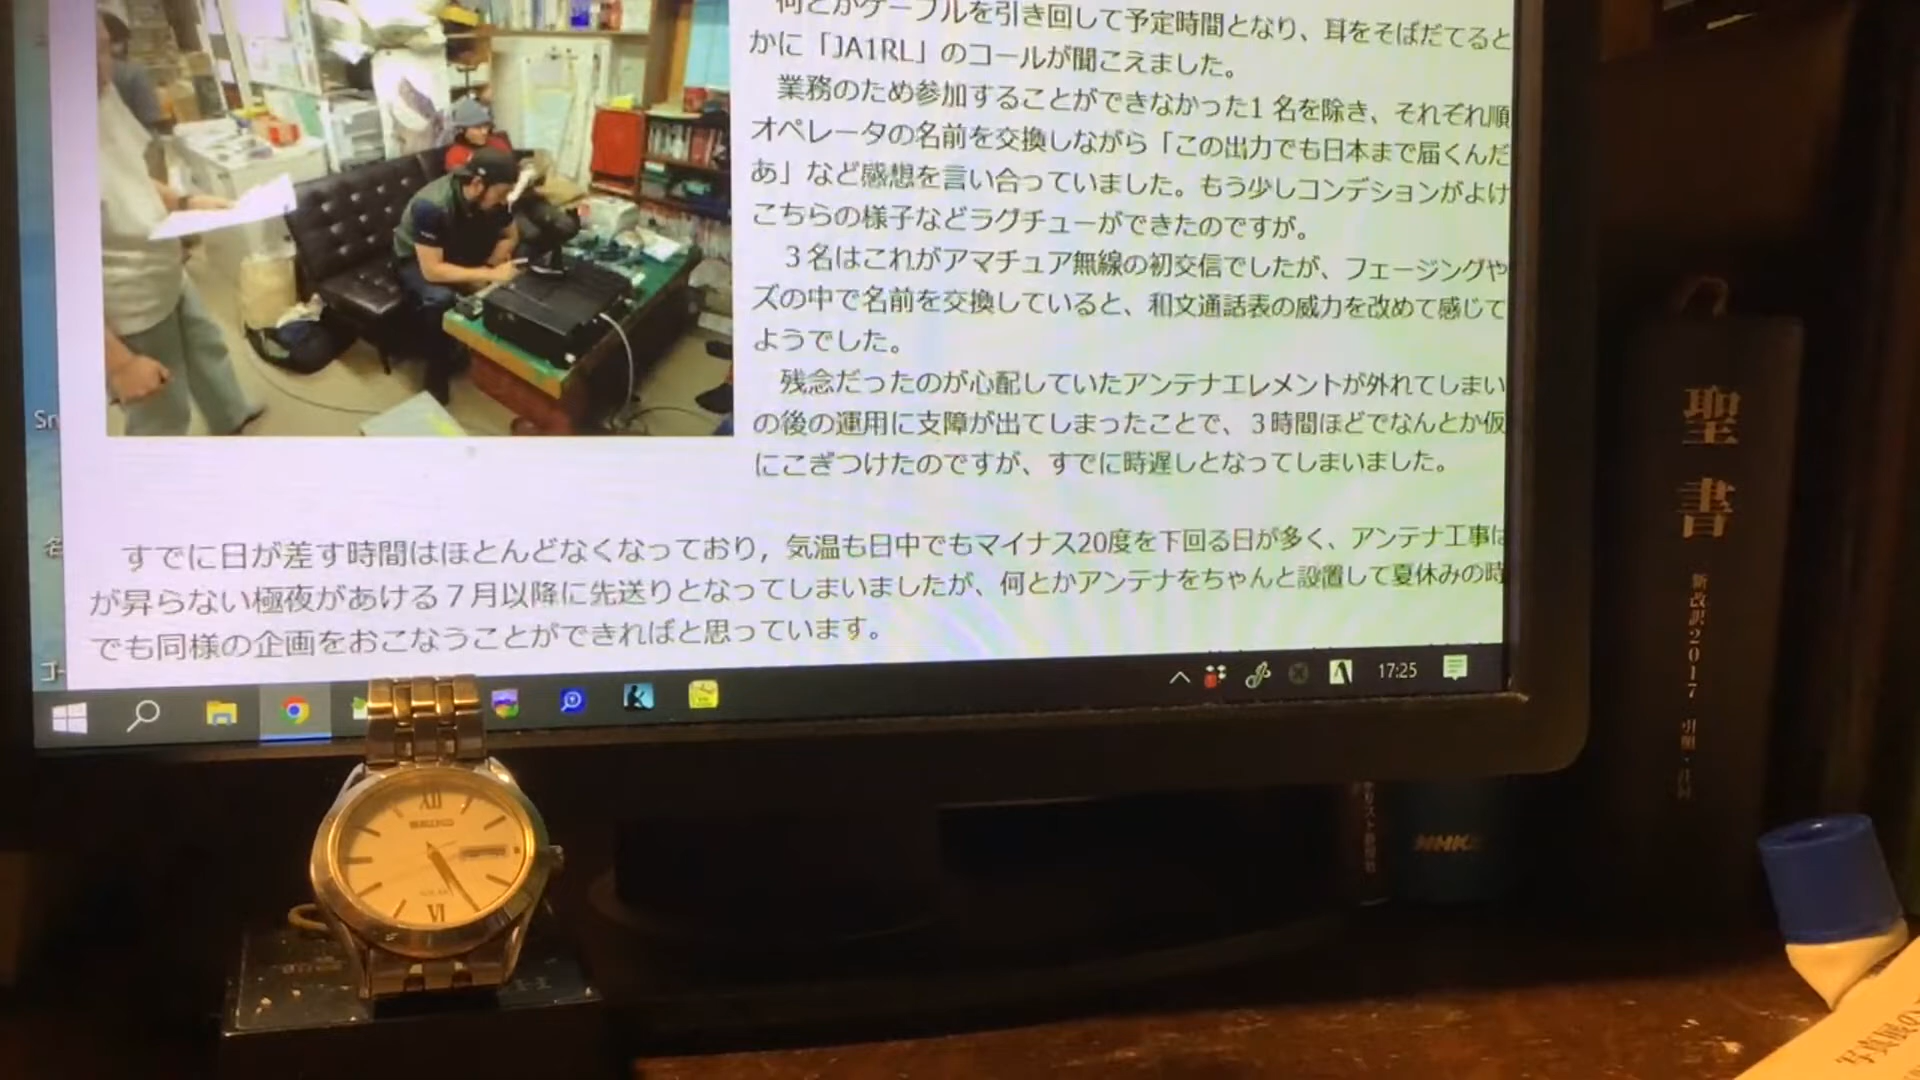 何とかケーブルを引き回して予定時間となり、耳をそばだてると
かに「JA1RL」のコールが聞こえました。
業務のため参加することができなかった1 名を除き、それぞれ順
オペレータの名前を交換しながら「この出力でも日本まで届くんだ
あ」など感想を言い合っていました。もう少しコンデションがよけ
こちらの様子などラグチューができたのですが。
３名はこれがアマチュア無線の初交信でしたが、フェージングや
ズの中で名前を交換していると、和文通話表の威力を改めて感じて
ようでした。
残念だったのが心配していたアンテナエレメントが外れてしまい
の後の運用に支障が出てしまったことで、３時間ほどでなんとか仮
にこぎつけたのですが、すでに時遅しとなってしまいました。
すでに日が差す時間はほとんどなくなっており，気温も日中でもマイナス20度を下回る日が多く、アンテナ工事は
が昇らない極夜があける７月以降に先送りとなってしまいましたが、何とかアンテナをちゃんと設置して夏休みの時
でも同様の企画をおこなうことができればと思っています。
Sn
名
ゴー
17:25
XII
SEIKO
VI
聖書
新改訳2017
引照・注付
NHK
写真展の